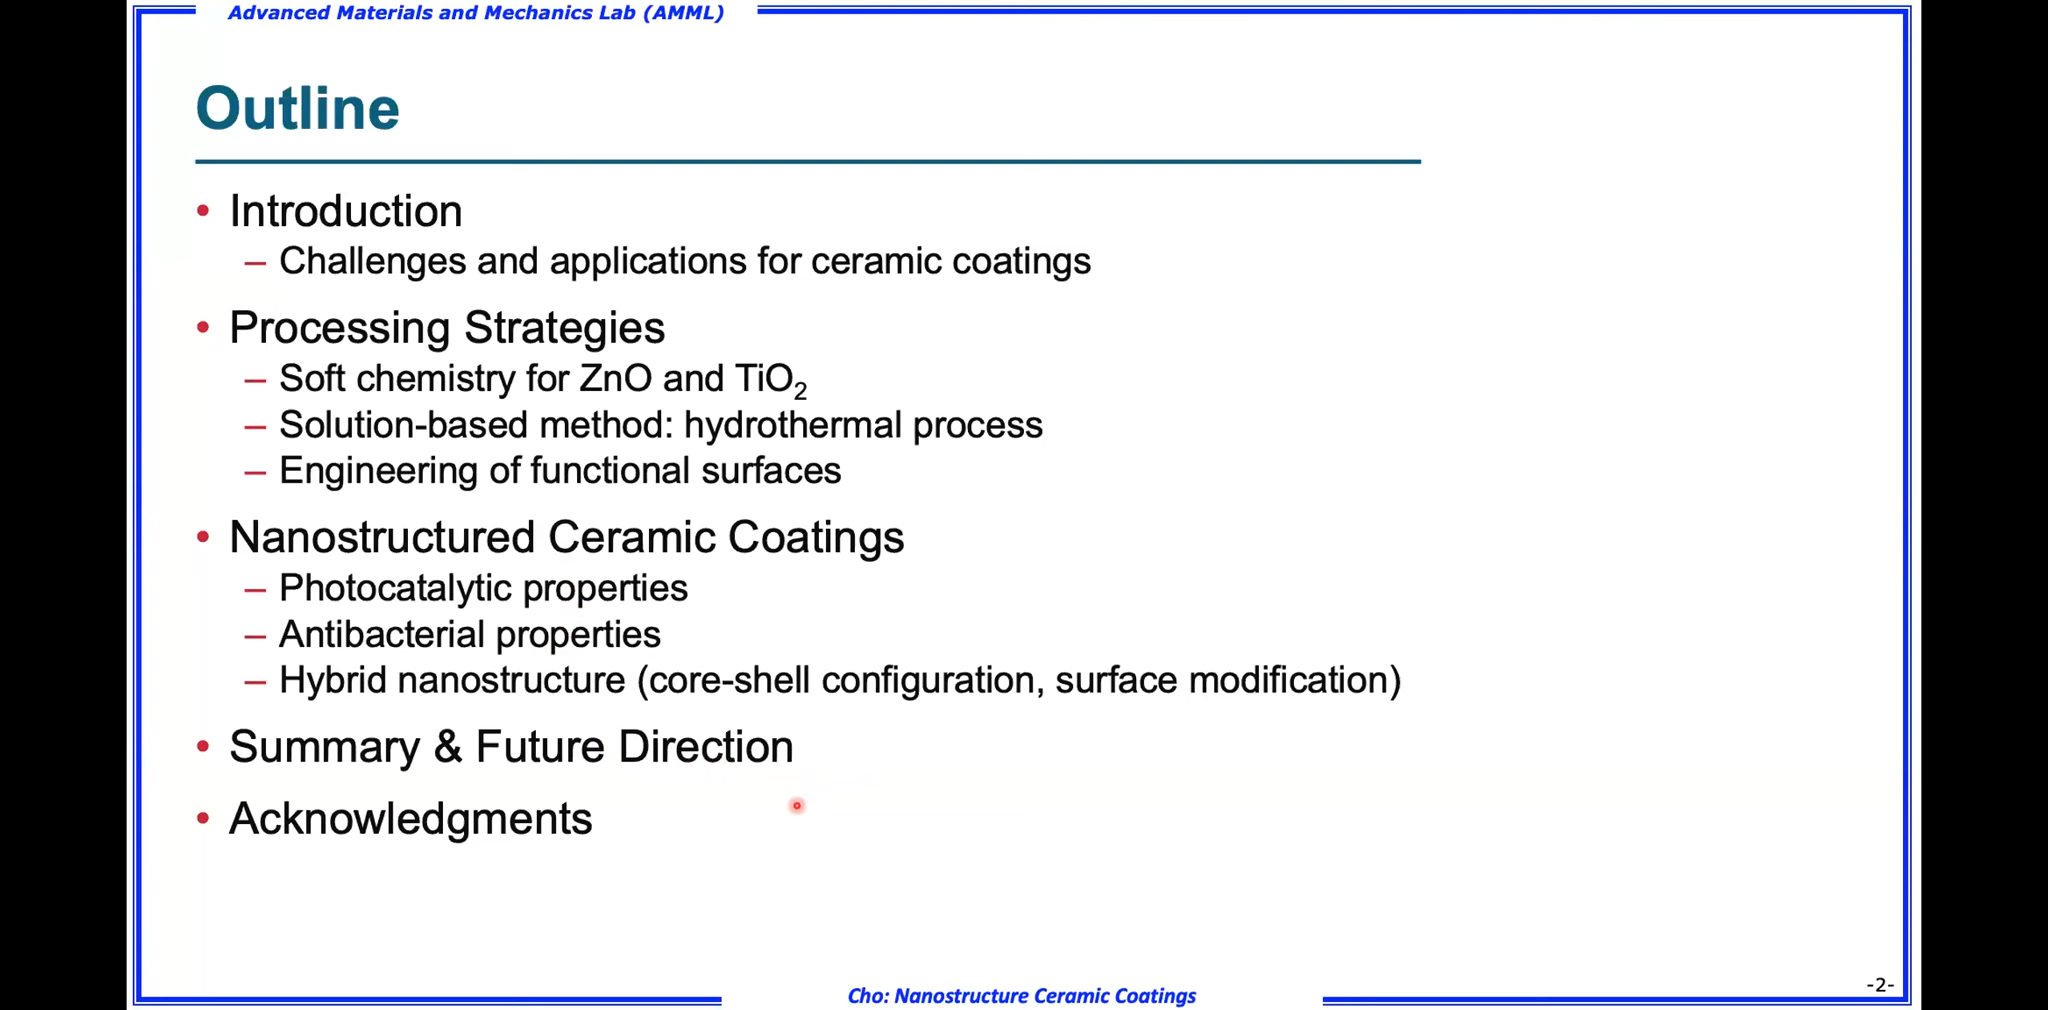 Advanced Materials and Mechanics Lab (AMML)
Outline
• Introduction
– Challenges and applications for ceramic coatings
• Processing Strategies
– Soft chemistry for ZnO and TiO₂
– Solution-based method: hydrothermal process
– Engineering of functional surfaces
• Nanostructured Ceramic Coatings
– Photocatalytic properties
– Antibacterial properties
– Hybrid nanostructure (core-shell configuration, surface modification)
• Summary & Future Direction
• Acknowledgments
Cho: Nanostructure Ceramic Coatings
-2-